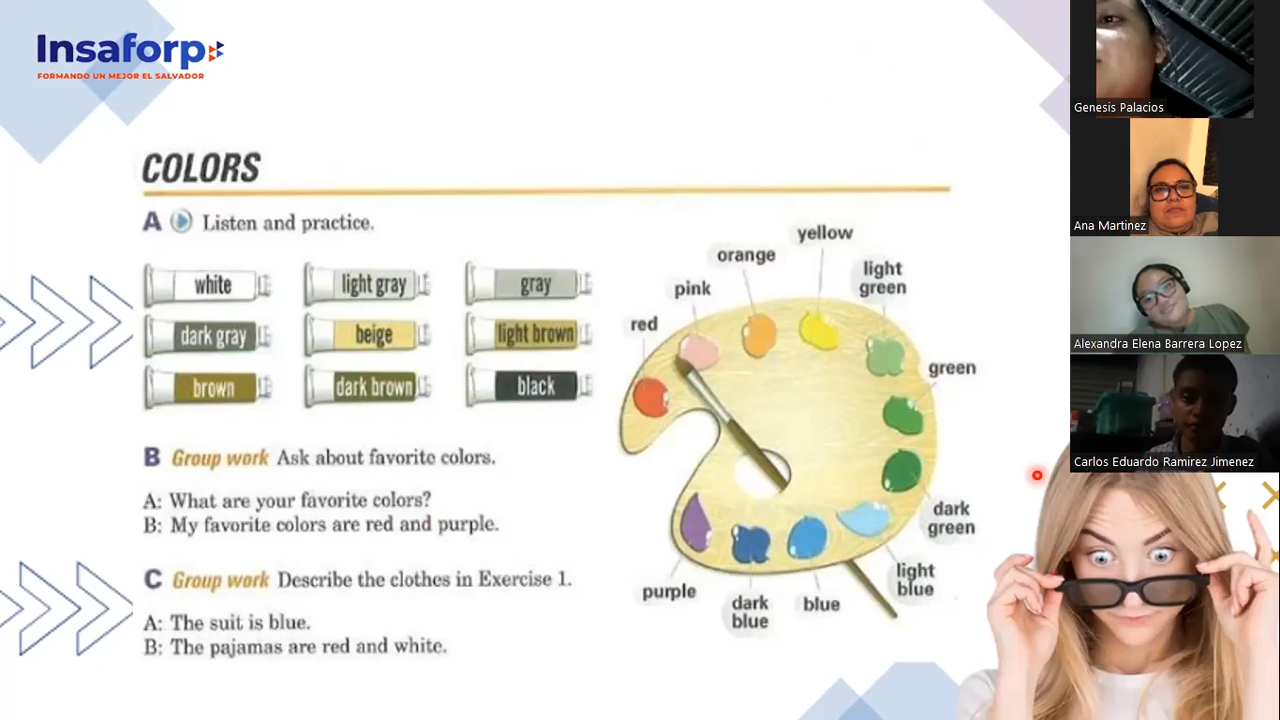 Insaforp
FORMANDO UN MEJOR EL SALVADOR
COLORS
A Listen and practice.
white
light gray
gray
dark gray
beige
light brown
brown
dark brown
black
B Group work Ask about favorite colors.
A: What are your favorite colors?
B: My favorite colors are red and purple.
C Group work Describe the clothes in Exercise 1.
A: The suit is blue.
B: The pajamas are red and white.
red
pink
orange
yellow
light
green
green
dark
green
light
blue
blue
dark
blue
purple
Genesis Palacios
Ana Martinez
Alexandra Elena Barrera Lopez
Carlos Eduardo Ramirez Jimenez